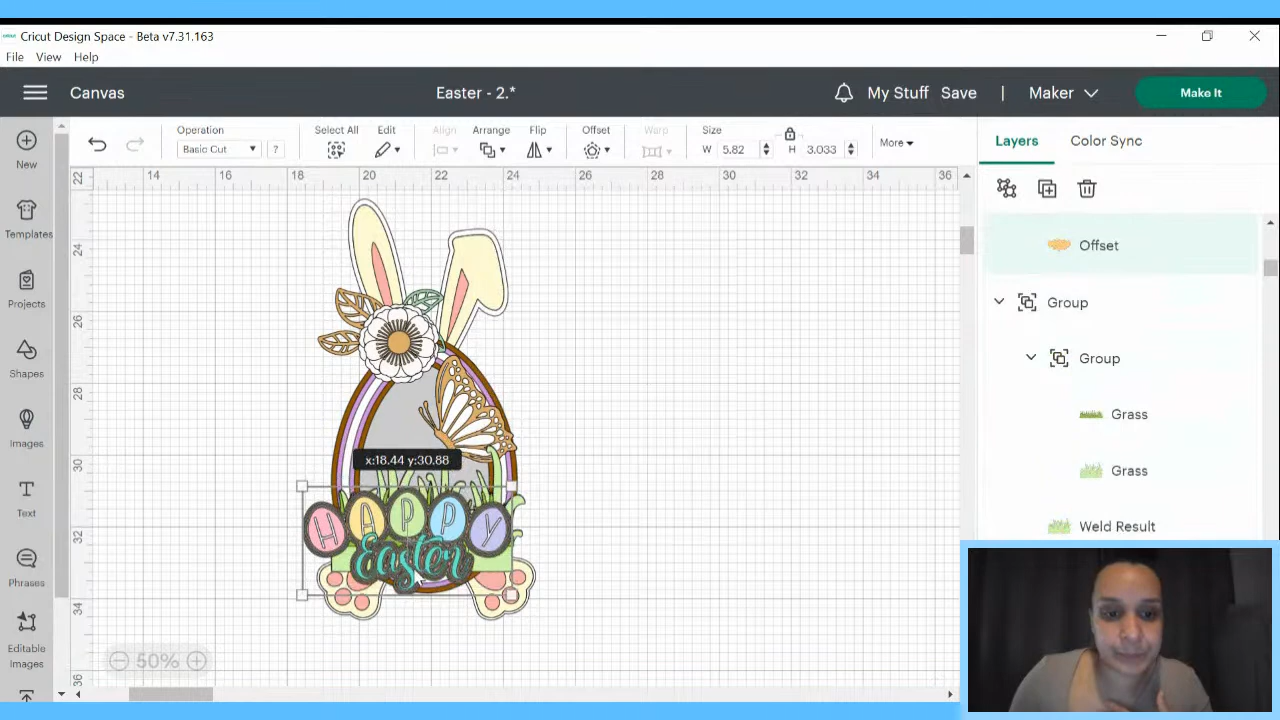 Cricut Design Space - Beta v7.31.163
File View Help
Canvas
Easter - 2.*
My Stuff Save | Maker
Make It
New
Templates
Projects
Shapes
Images
Text
Phrases
Editable
Images
Operation
Basic Cut
?
Select All
Edit
Align
Arrange
Flip
Offset
Warp
Size
W 5.82
H 3.033
More
Layers
Color Sync
22 14 16 18 20 22 24 26 28 30 32 34 36
24
26
28
30
32
34
36
x:18.44 y:30.88
HAPPY
Easter
50%
Offset
Group
Group
Grass
Grass
Weld Result